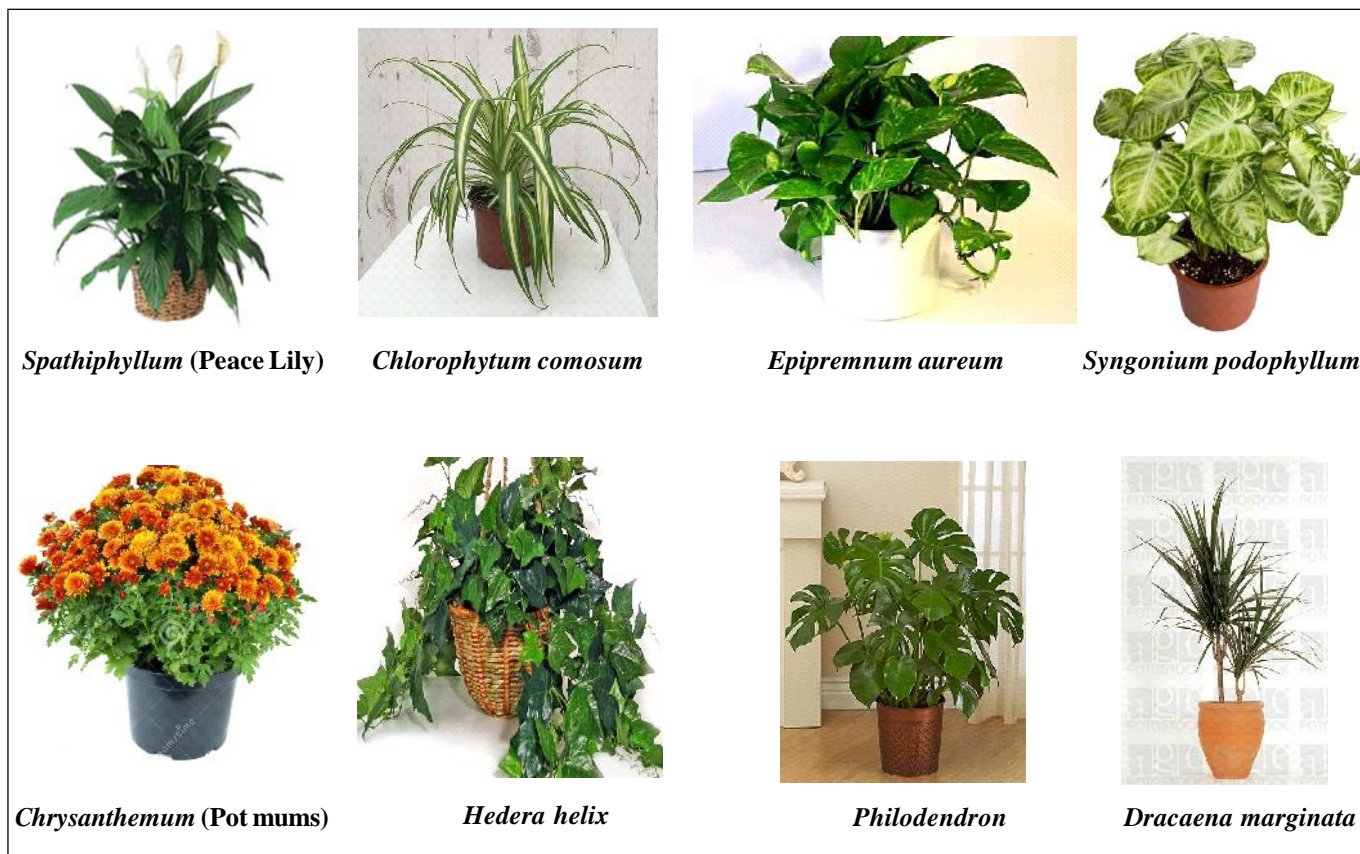 Spathiphyllum (Peace Lily)
Chlorophytum comosum
Epipremnum aureum
Syngonium podophyllum
Chrysanthemum (Pot mums)
Hedera helix
Philodendron
Dracaena marginata